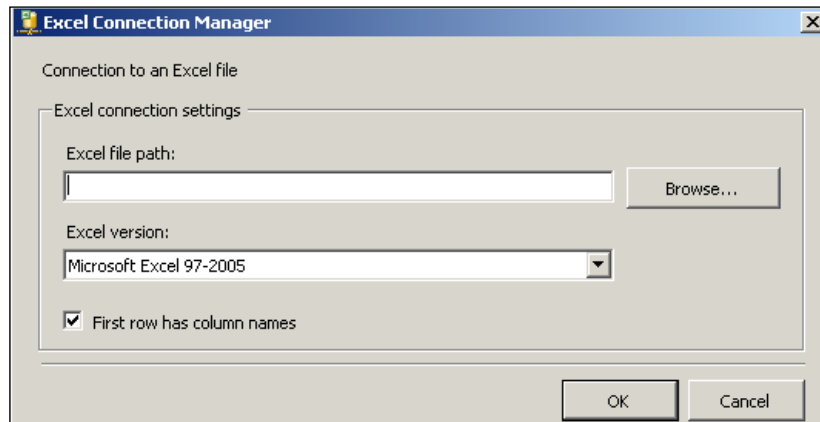 Excel Connection Manager
Connection to an Excel file
Excel connection settings
Excel file path:
Browse...
Excel version:
Microsoft Excel 97-2005
First row has column names
OK Cancel